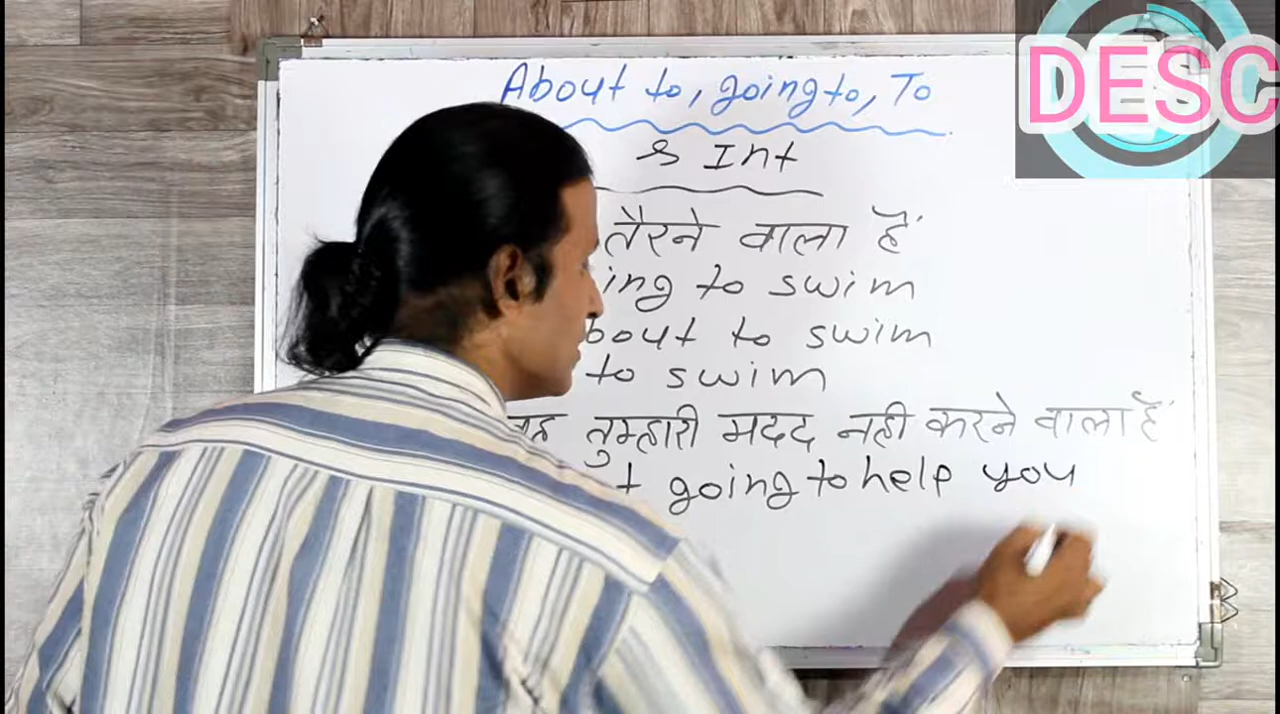 About to, going to, To
DESC
& Int
तैरने वाला हैं
ing to swim
bout to swim
to swim
तुम्हारी मदद नही करने वाला हैं
t going to help you